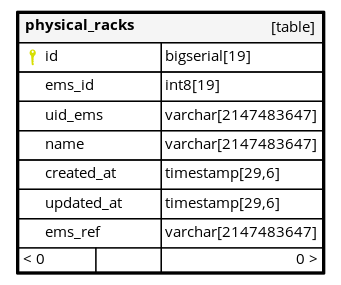 physical_racks [table]
id bigserial[19]
ems_id int8[19]
uid_ems varchar[2147483647]
name varchar[2147483647]
created_at timestamp[29,6]
updated_at timestamp[29,6]
ems_ref varchar[2147483647]
< 0 0 >